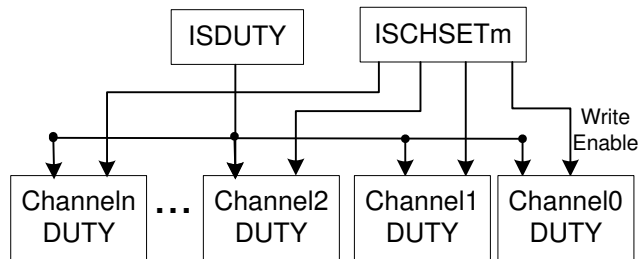 ISDUTY
ISCHSETm
Write
Enable
Channeln
DUTY
...
Channel2
DUTY
Channel1
DUTY
Channel0
DUTY